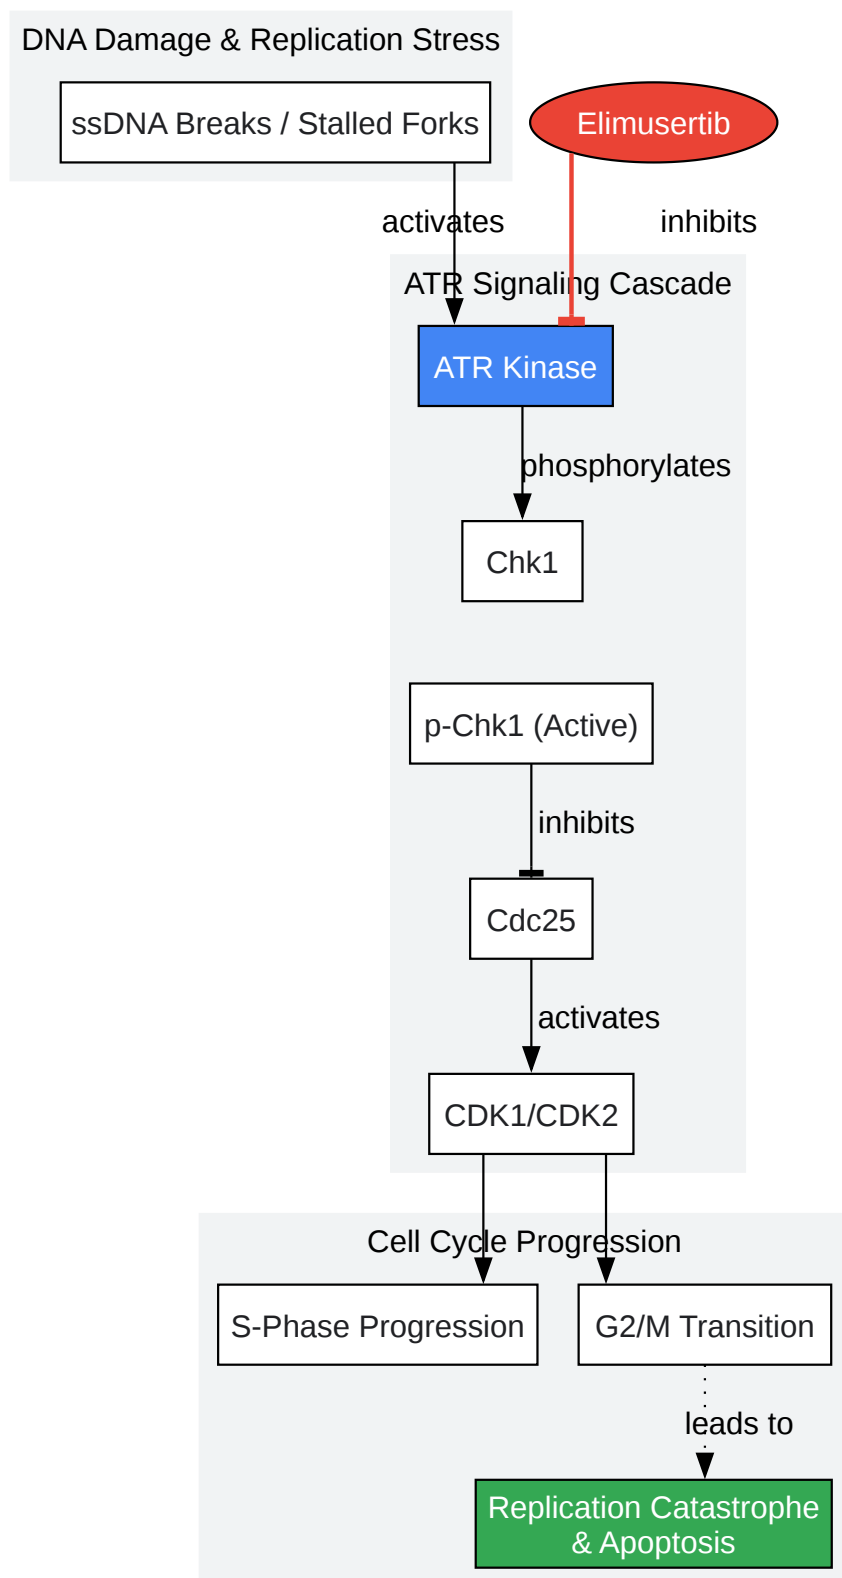 DNA Damage & Replication Stress
ssDNA Breaks / Stalled Forks
Elimusertib
activates
inhibits
ATR Signaling Cascade
ATR Kinase
phosphorylates
Chk1
p-Chk1 (Active)
inhibits
Cdc25
activates
CDK1/CDK2
Cell Cycle Progression
S-Phase Progression
G2/M Transition
leads to
Replication Catastrophe
& Apoptosis